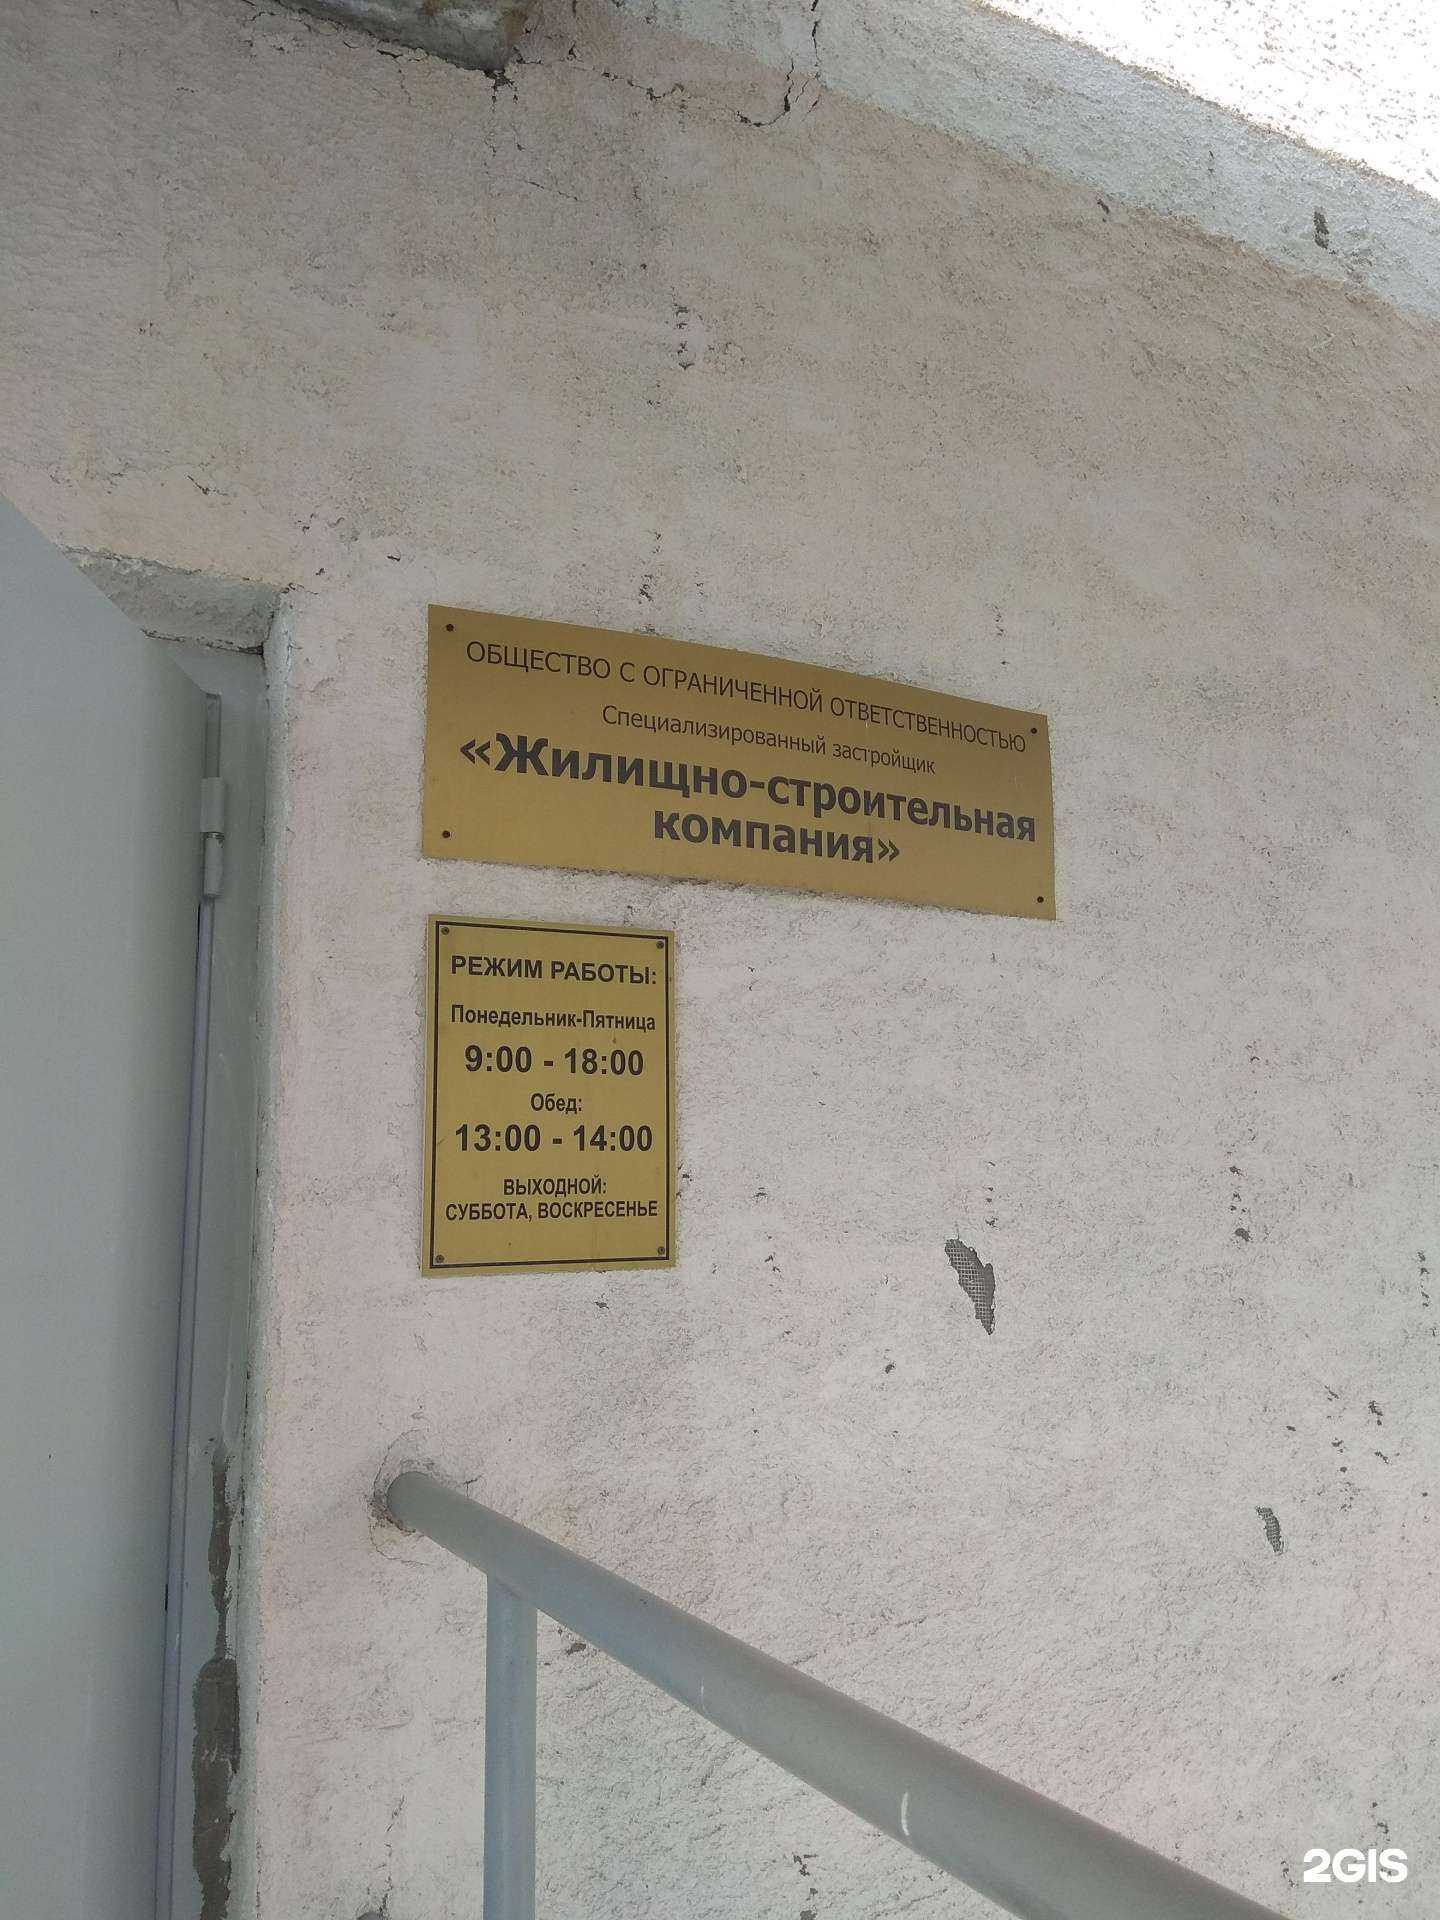 ОБЩЕСТВО С ОГРАНИЧЕННОЙ ОТВЕТСТВЕННОСТЬЮ
Специализированный застройщик
«Жилищно-строительная
компания»
РЕЖИМ РАБОТЫ:
Понедельник-Пятница
9:00 - 18:00
Обед:
13:00 - 14:00
ВЫХОДНОЙ:
СУББОТА, ВОСКРЕСЕНЬЕ
2GIS